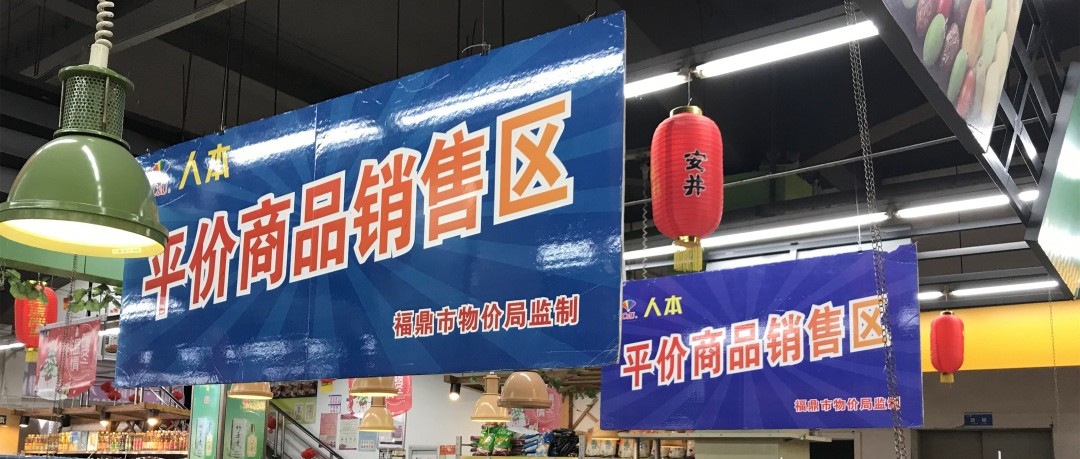 人本
平价商品销售区
福鼎市物价局监制
安井
人本
平价商品销售区
福鼎市物价局监制